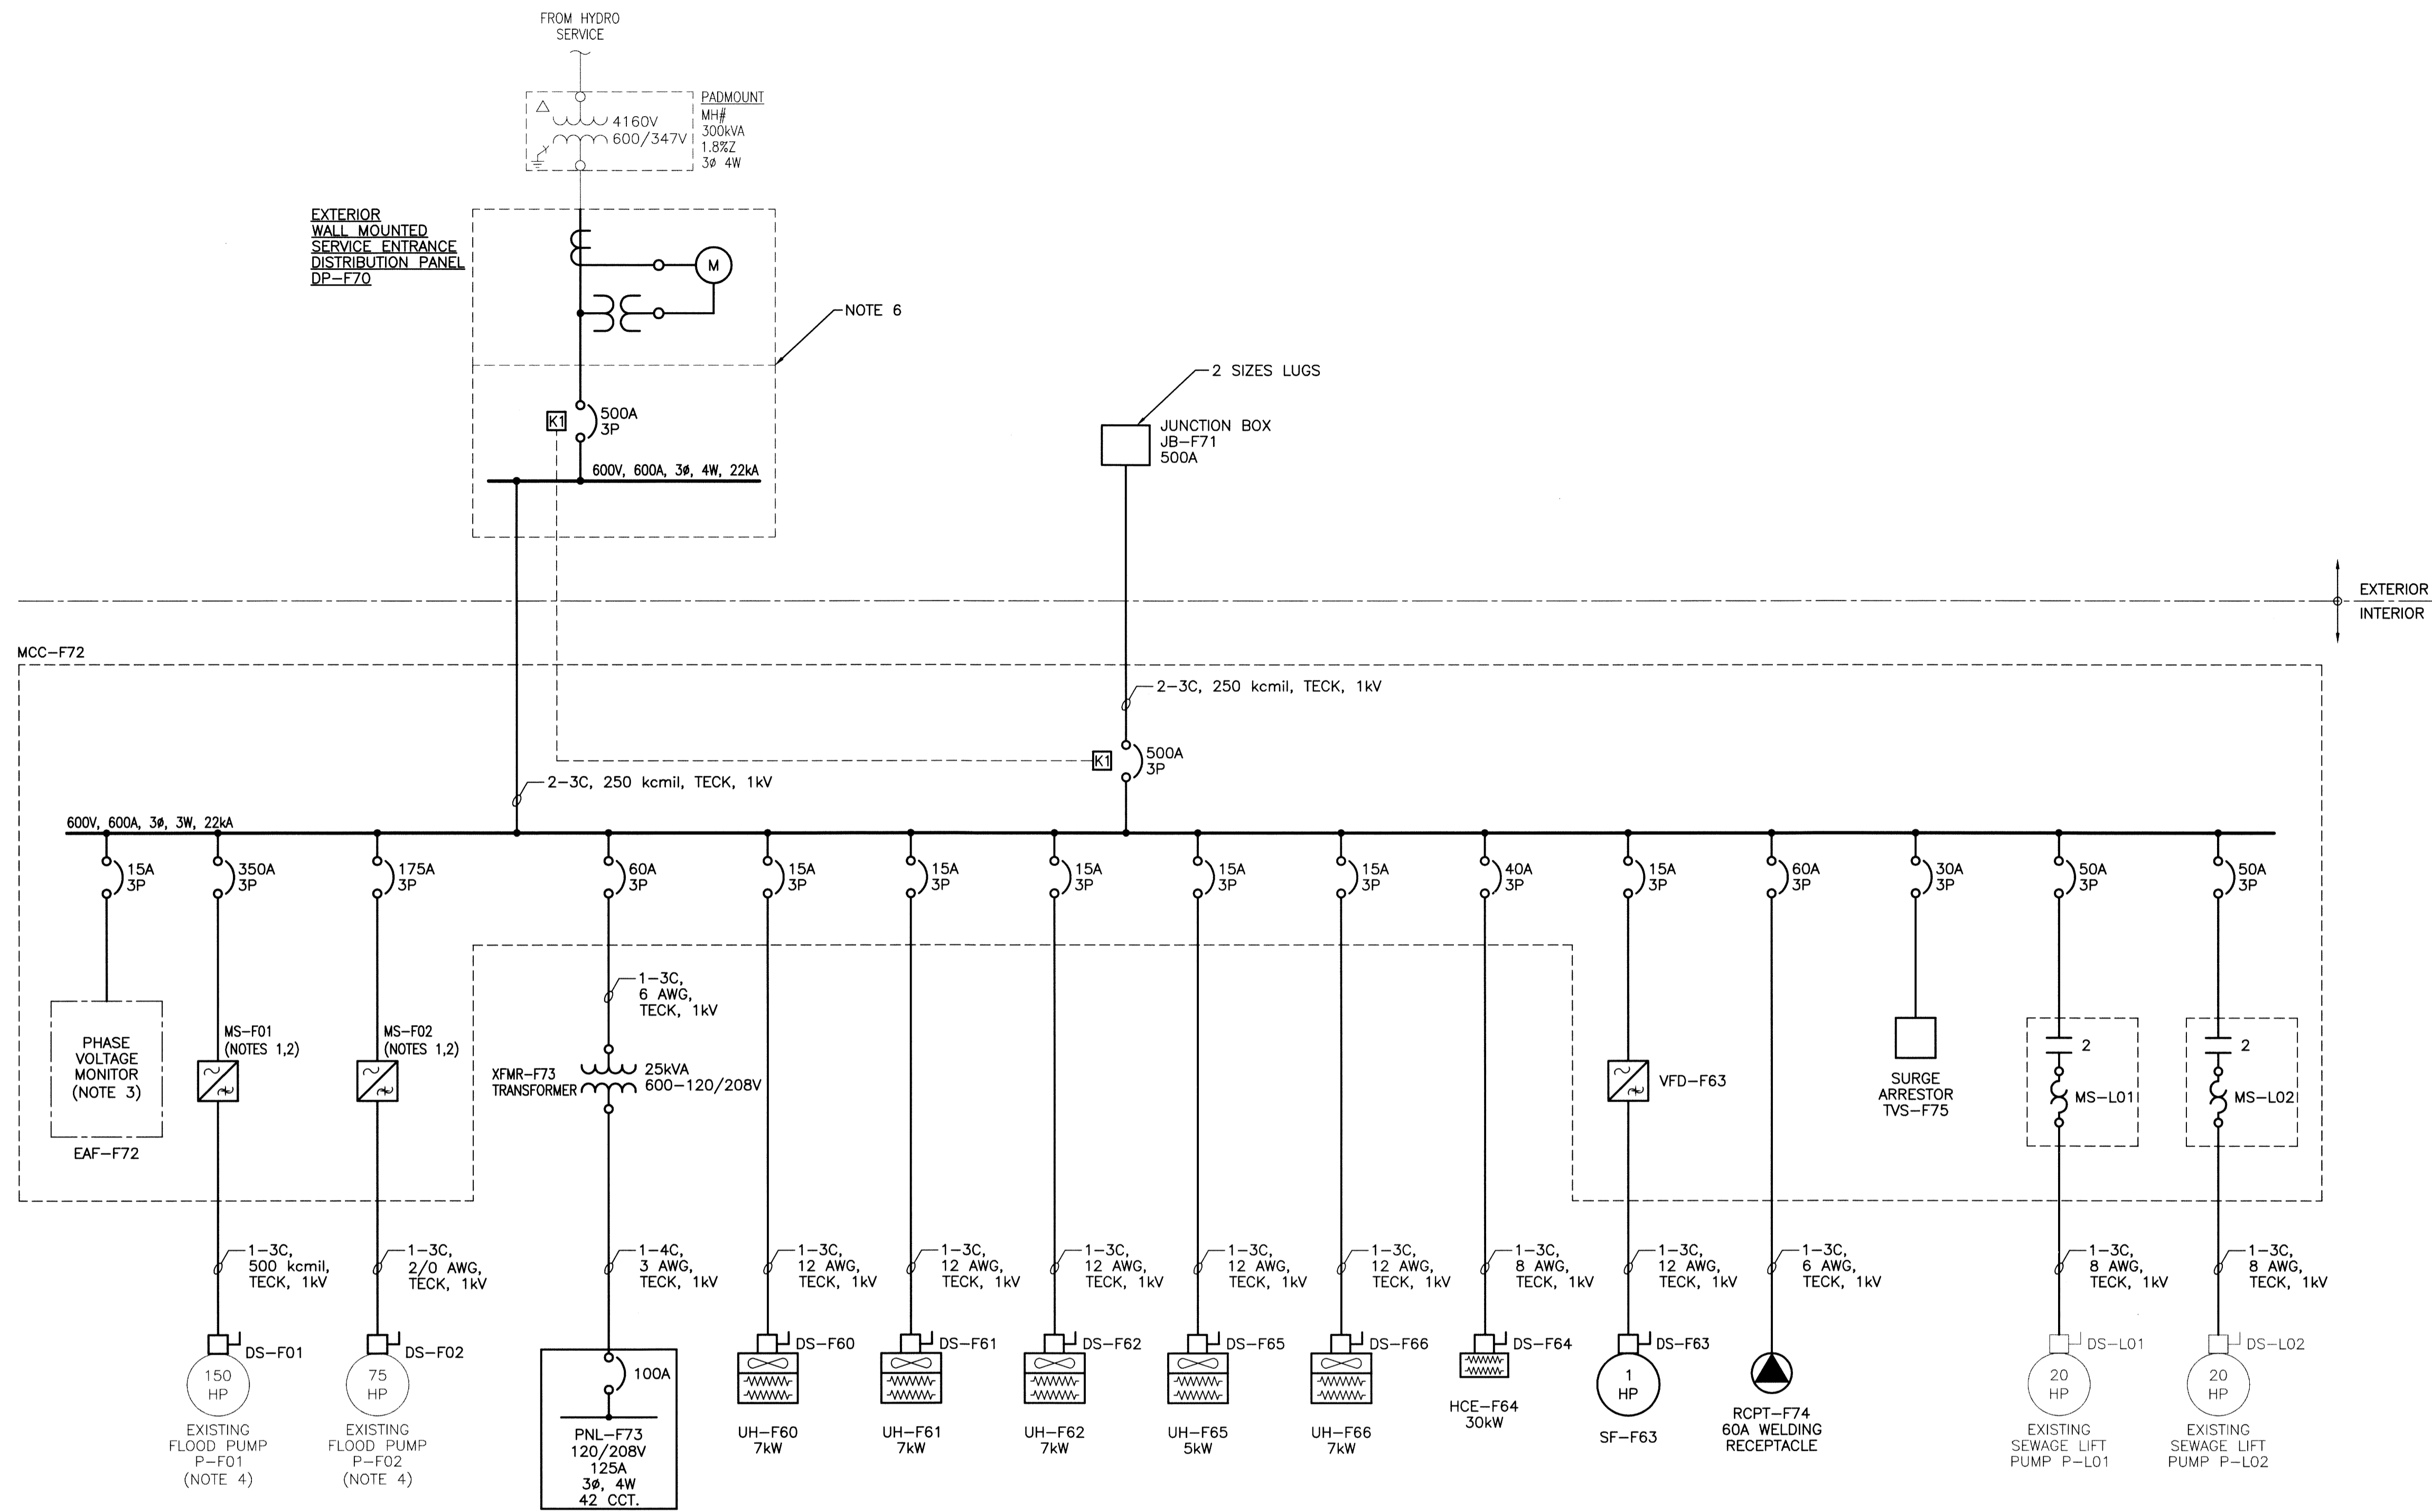 FROM HYDRO
SERVICE
PADMOUNT
MH#
300kVA
1.8%Z
3ø 4W
4160V
600/347V
EXTERIOR
WALL MOUNTED
SERVICE ENTRANCE
DISTRIBUTION PANEL
DP-F70
M
NOTE 6
K1
500A
3P
600V, 600A, 3ø, 4W, 22kA
2 SIZES LUGS
JUNCTION BOX
JB-F71
500A
EXTERIOR
INTERIOR
MCC-F72
2-3C, 250 kcmil, TECK, 1kV
K1
500A
3P
2-3C, 250 kcmil, TECK, 1kV
600V, 600A, 3ø, 3W, 22kA
15A
3P
350A
3P
175A
3P
60A
3P
15A
3P
15A
3P
15A
3P
15A
3P
15A
3P
40A
3P
15A
3P
60A
3P
30A
3P
50A
3P
50A
3P
PHASE
VOLTAGE
MONITOR
(NOTE 3)
EAF-F72
MS-F01
(NOTES 1,2)
MS-F02
(NOTES 1,2)
1-3C,
6 AWG,
TECK, 1kV
XFMR-F73
TRANSFORMER
25kVA
600-120/208V
VFD-F63
SURGE
ARRESTOR
TVS-F75
2
MS-L01
2
MS-L02
1-3C,
500 kcmil,
TECK, 1kV
1-3C,
2/0 AWG,
TECK, 1kV
1-4C,
3 AWG,
TECK, 1kV
1-3C,
12 AWG,
TECK, 1kV
1-3C,
12 AWG,
TECK, 1kV
1-3C,
12 AWG,
TECK, 1kV
1-3C,
12 AWG,
TECK, 1kV
1-3C,
12 AWG,
TECK, 1kV
1-3C,
8 AWG,
TECK, 1kV
1-3C,
12 AWG,
TECK, 1kV
1-3C,
6 AWG,
TECK, 1kV
1-3C,
8 AWG,
TECK, 1kV
1-3C,
8 AWG,
TECK, 1kV
DS-F01
150
HP
EXISTING
FLOOD PUMP
P-F01
(NOTE 4)
DS-F02
75
HP
EXISTING
FLOOD PUMP
P-F02
(NOTE 4)
100A
PNL-F73
120/208V
125A
3ø, 4W
42 CCT.
DS-F60
UH-F60
7kW
DS-F61
UH-F61
7kW
DS-F62
UH-F62
7kW
DS-F65
UH-F65
5kW
DS-F66
UH-F66
7kW
DS-F64
HCE-F64
30kW
DS-F63
1
HP
SF-F63
RCPT-F74
60A WELDING
RECEPTACLE
DS-L01
20
HP
EXISTING
SEWAGE LIFT
PUMP P-L01
DS-L02
20
HP
EXISTING
SEWAGE LIFT
PUMP P-L02